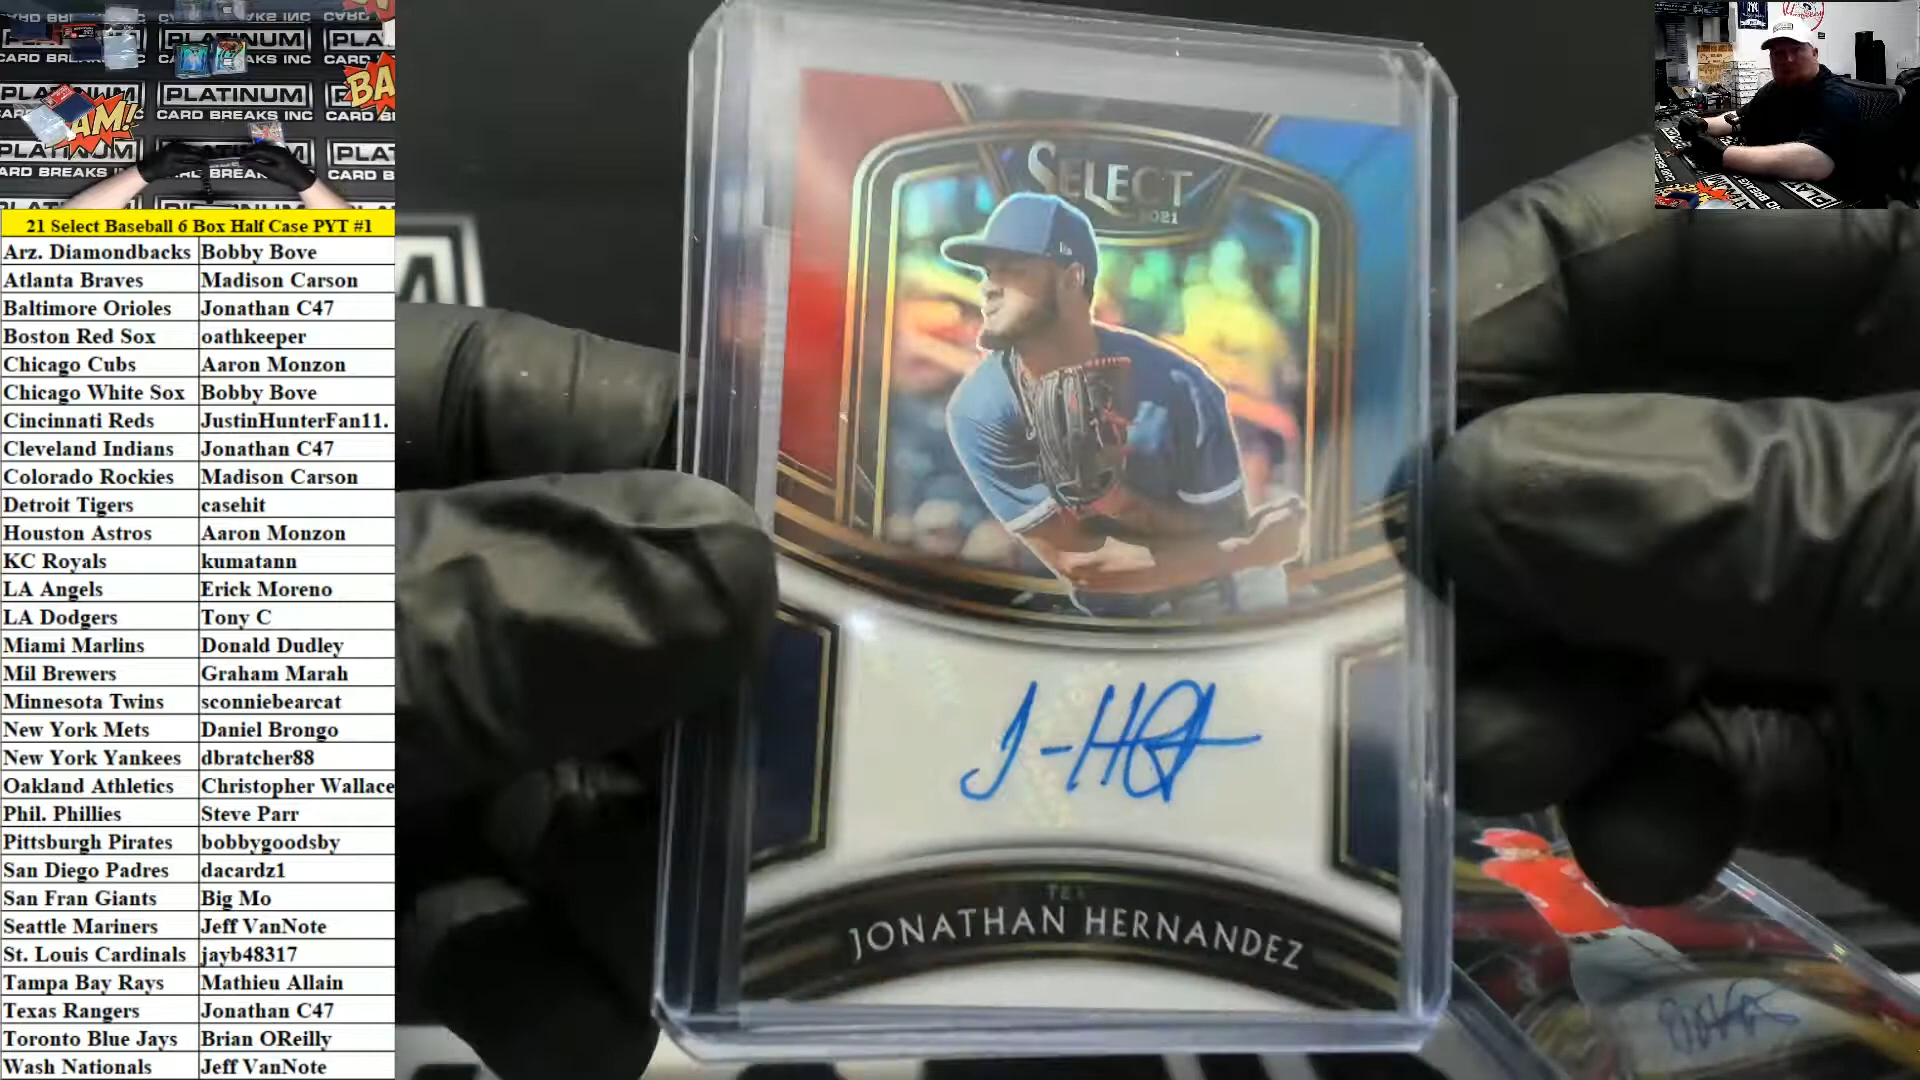 PLATINUM
CARD BREAKS INC
BAM!
21 Select Baseball 6 Box Half Case PYT #1
Arz. Diamondbacks Bobby Bove
Atlanta Braves Madison Carson
Baltimore Orioles Jonathan C47
Boston Red Sox oathkeeper
Chicago Cubs Aaron Monzon
Chicago White Sox Bobby Bove
Cincinnati Reds JustinHunterFan11.
Cleveland Indians Jonathan C47
Colorado Rockies Madison Carson
Detroit Tigers casehit
Houston Astros Aaron Monzon
KC Royals kumatann
LA Angels Erick Moreno
LA Dodgers Tony C
Miami Marlins Donald Dudley
Mil Brewers Graham Marah
Minnesota Twins sconniebearcat
New York Mets Daniel Brongo
New York Yankees dbratcher88
Oakland Athletics Christopher Wallace
Phil. Phillies Steve Parr
Pittsburgh Pirates bobbygoodsby
San Diego Padres dacardz1
San Fran Giants Big Mo
Seattle Mariners Jeff VanNote
St. Louis Cardinals jayb48317
Tampa Bay Rays Mathieu Allain
Texas Rangers Jonathan C47
Toronto Blue Jays Brian OReilly
Wash Nationals Jeff VanNote
SELECT
2021
TEX
JONATHAN HERNANDEZ